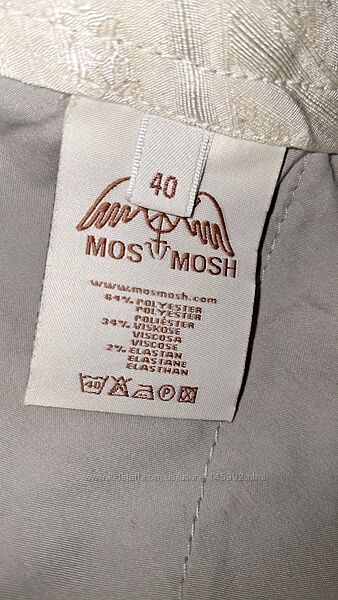 40
MOS MOSH
www.mosmosh.com
64% POLYESTER
POLYESTER
POLIÉSTER
34% VISKOSE
VISCOSA
VISCOSE
2% ELASTAN
ELASTANE
ELASTHAN
40 P